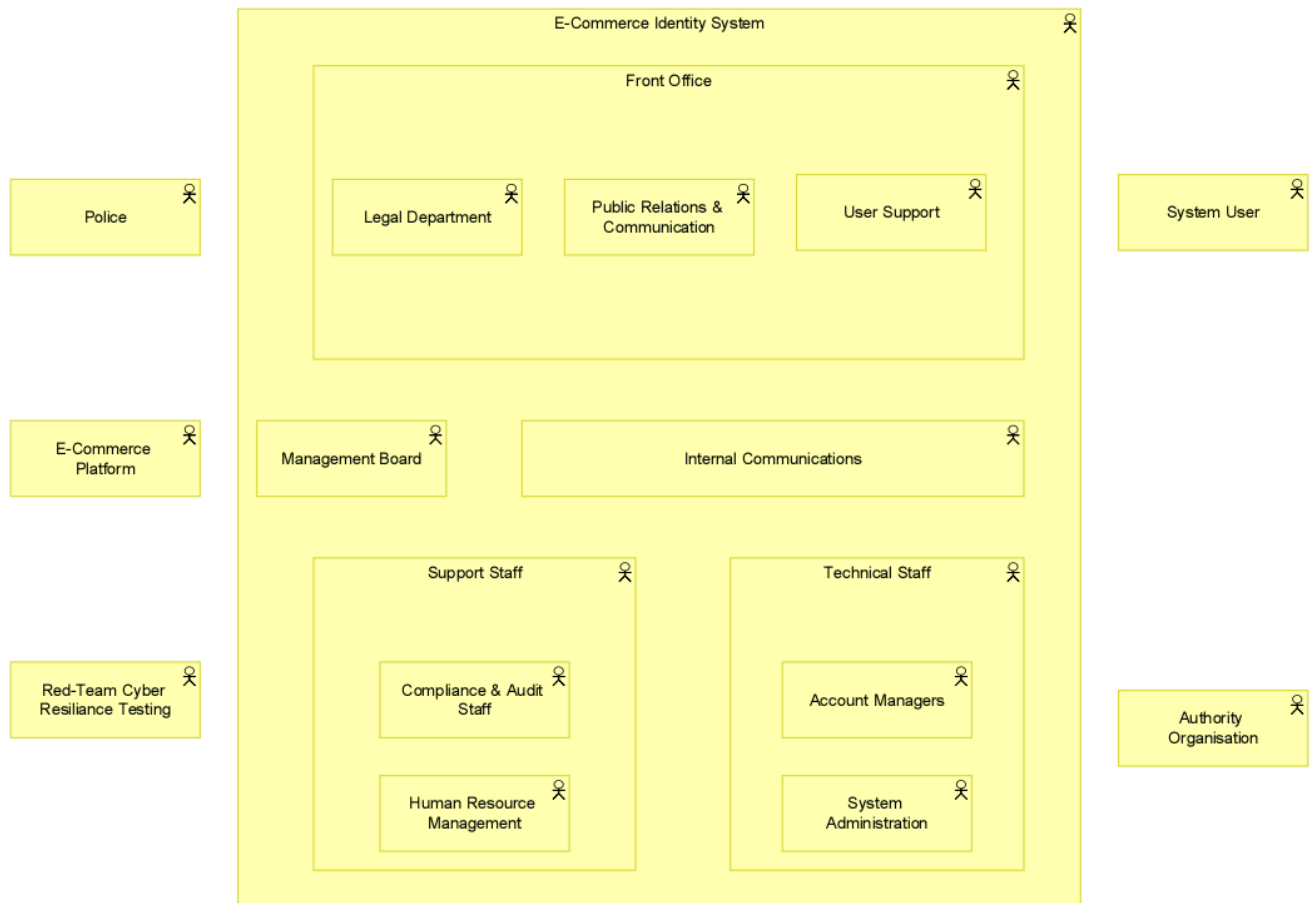 E-Commerce Identity System
Front Office
Police
Legal Department
Public Relations &
Communication
User Support
System User
E-Commerce
Platform
Management Board
Internal Communications
Support Staff
Technical Staff
Red-Team Cyber
Resiliance Testing
Compliance & Audit
Staff
Account Managers
Authority
Organisation
Human Resource
Management
System
Administration